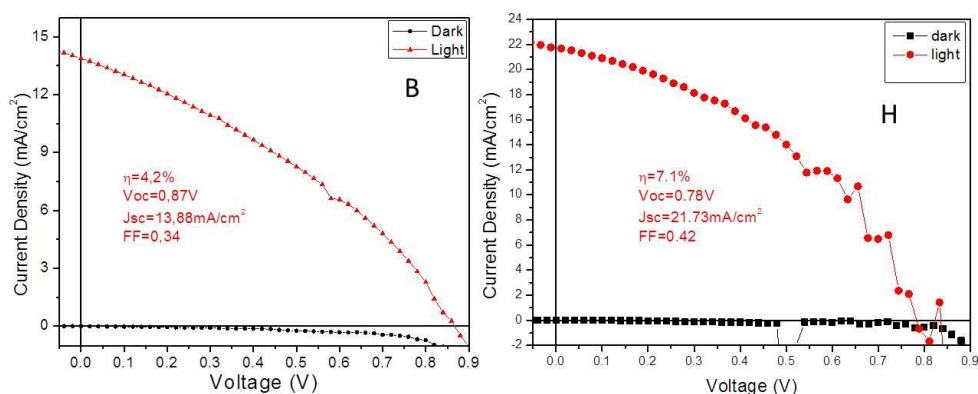 Dark
Light
B
η=4,2%
Voc=0,87V
Jsc=13,88mA/cm²
FF=0,34
Current Density (mA/cm²)
15
12
9
6
3
0
0.0 0.1 0.2 0.3 0.4 0.5 0.6 0.7 0.8 0.9
Voltage (V)
dark
light
H
η=7.1%
Voc=0.78V
Jsc=21.73mA/cm²
FF=0.42
Current Density (mA/cm²)
24
22
20
18
16
14
12
10
8
6
4
2
0
-2
0.0 0.1 0.2 0.3 0.4 0.5 0.6 0.7 0.8 0.9
Voltage (V)